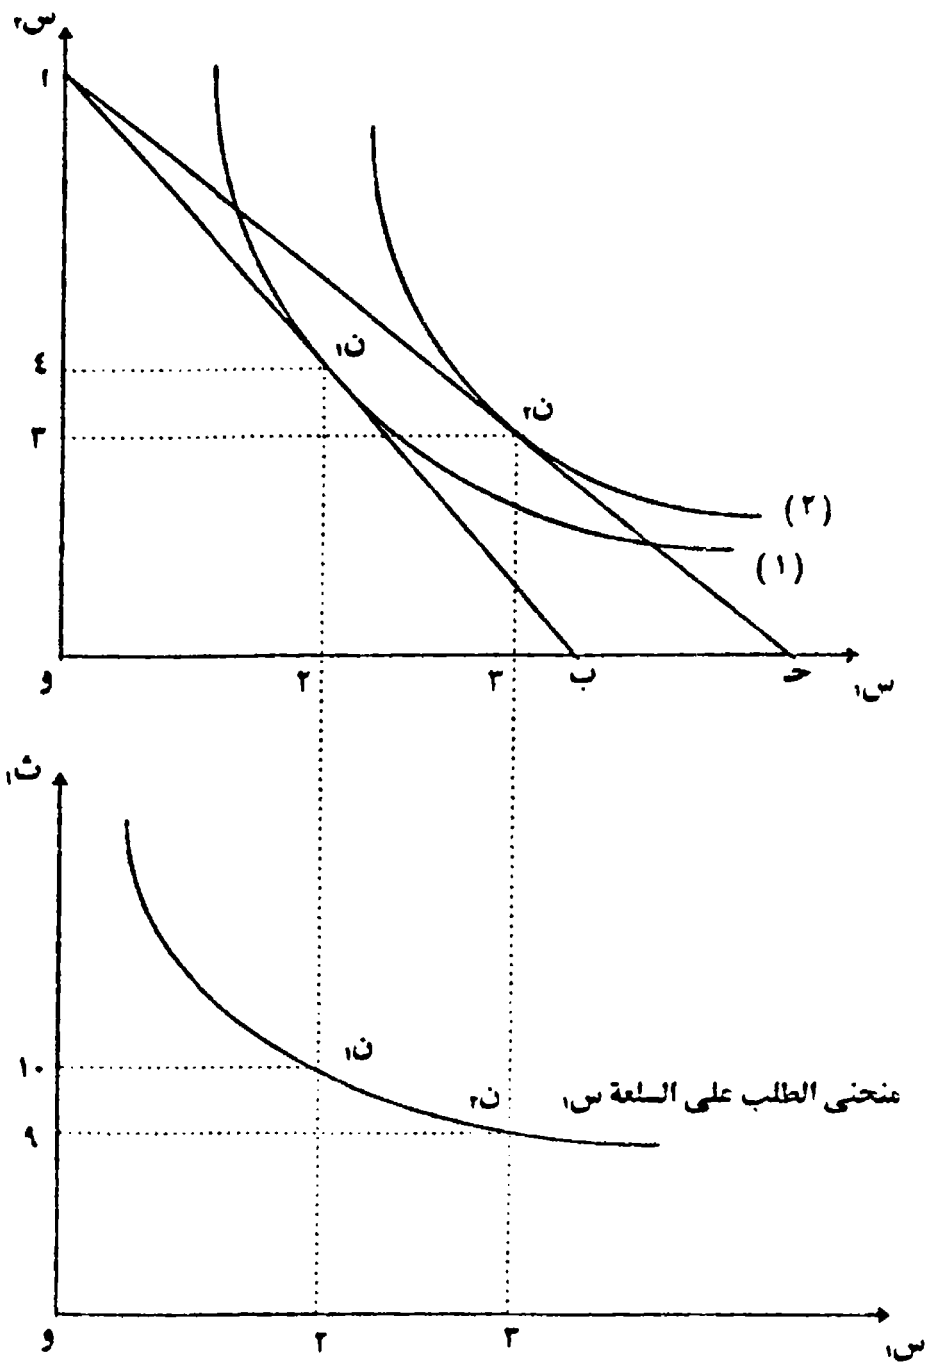 س٢
أ
ن١
٤
ن٢
٣
(٢)
(١)
و
٢
٣
ب
حـ
س١
ث١
ن١
١٠
ن٢
منحنى الطلب على السلعة س١
٩
و
٢
٣
س١